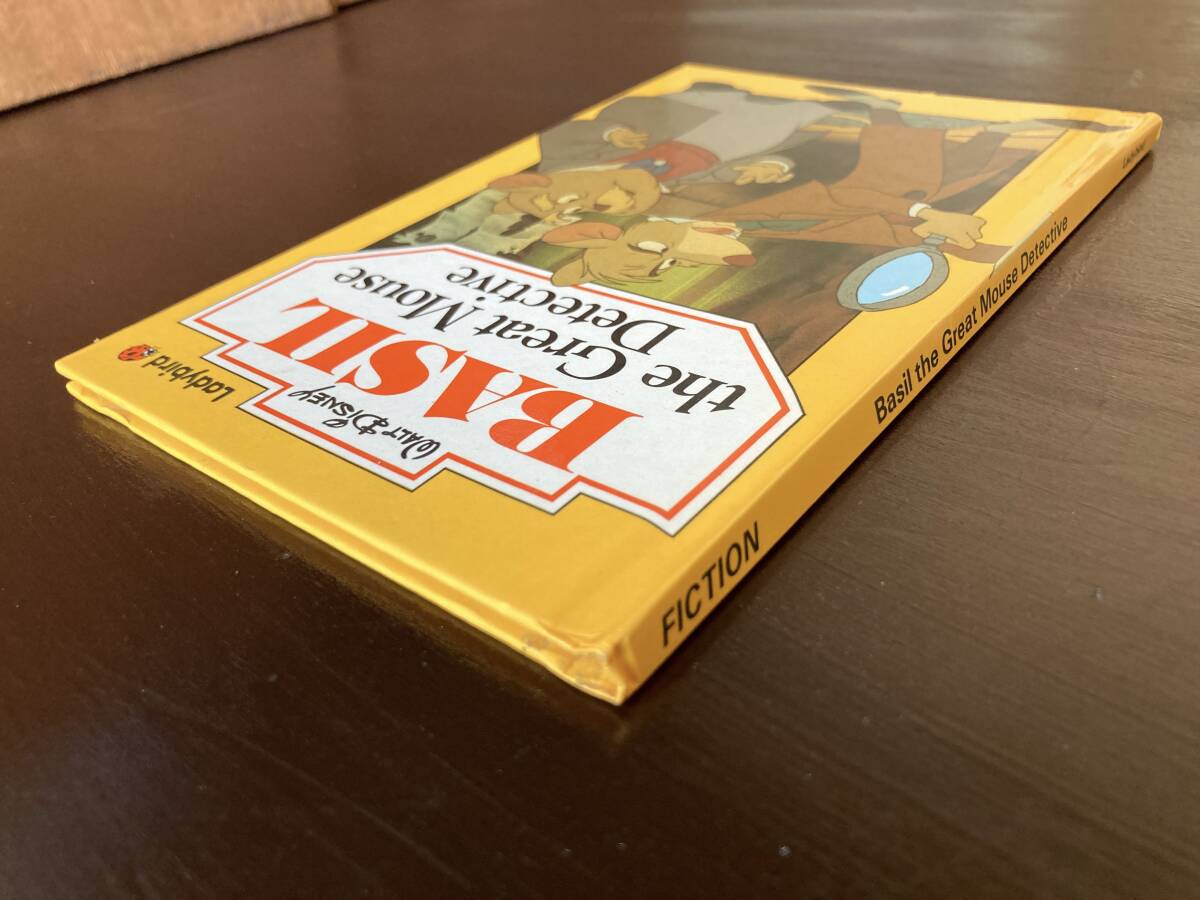 Ladybird
WALT DISNEY
BASIL
the Great Mouse
Detective
FICTION
Basil the Great Mouse Detective
Ladybird